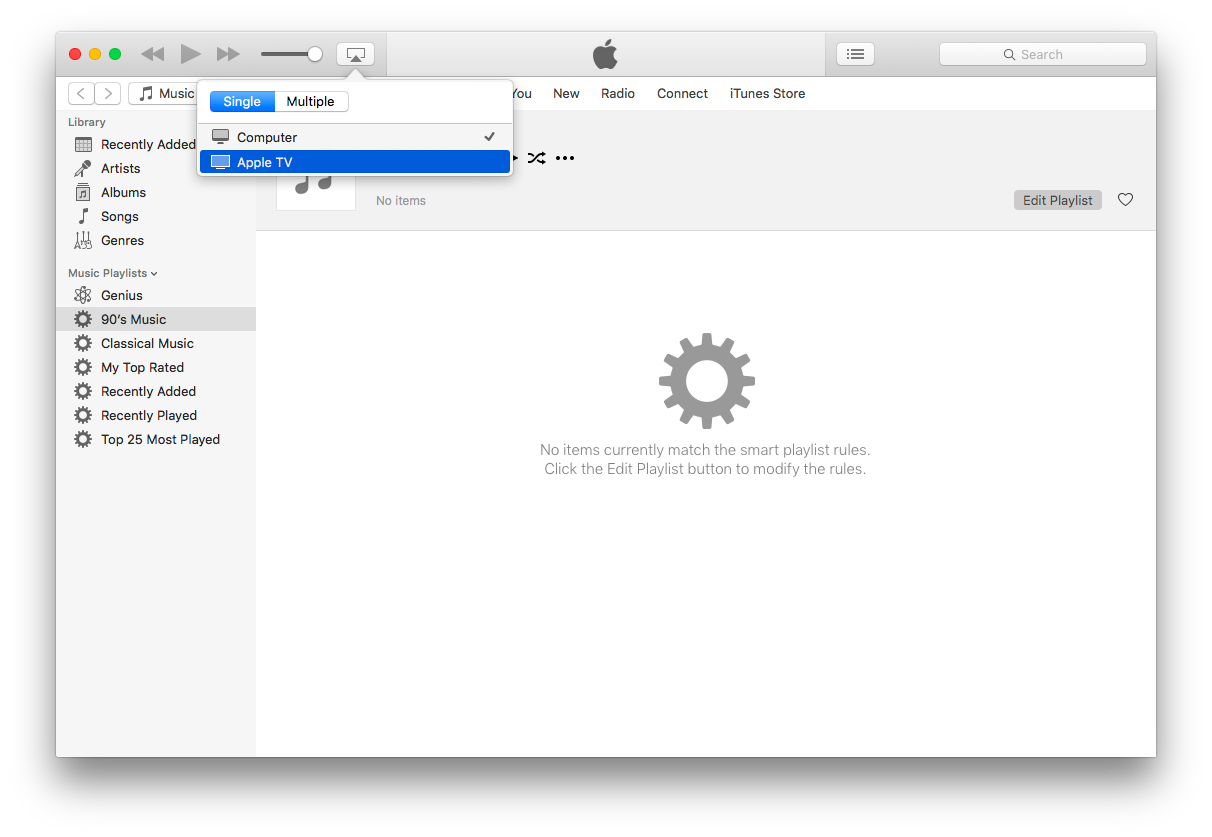 Search
Music
You
New
Radio
Connect
iTunes Store
Single
Multiple
Computer
Apple TV
Library
Recently Added
Artists
Albums
Songs
Genres
Music Playlists
Genius
90's Music
Classical Music
My Top Rated
Recently Added
Recently Played
Top 25 Most Played
No items
Edit Playlist
No items currently match the smart playlist rules.
Click the Edit Playlist button to modify the rules.